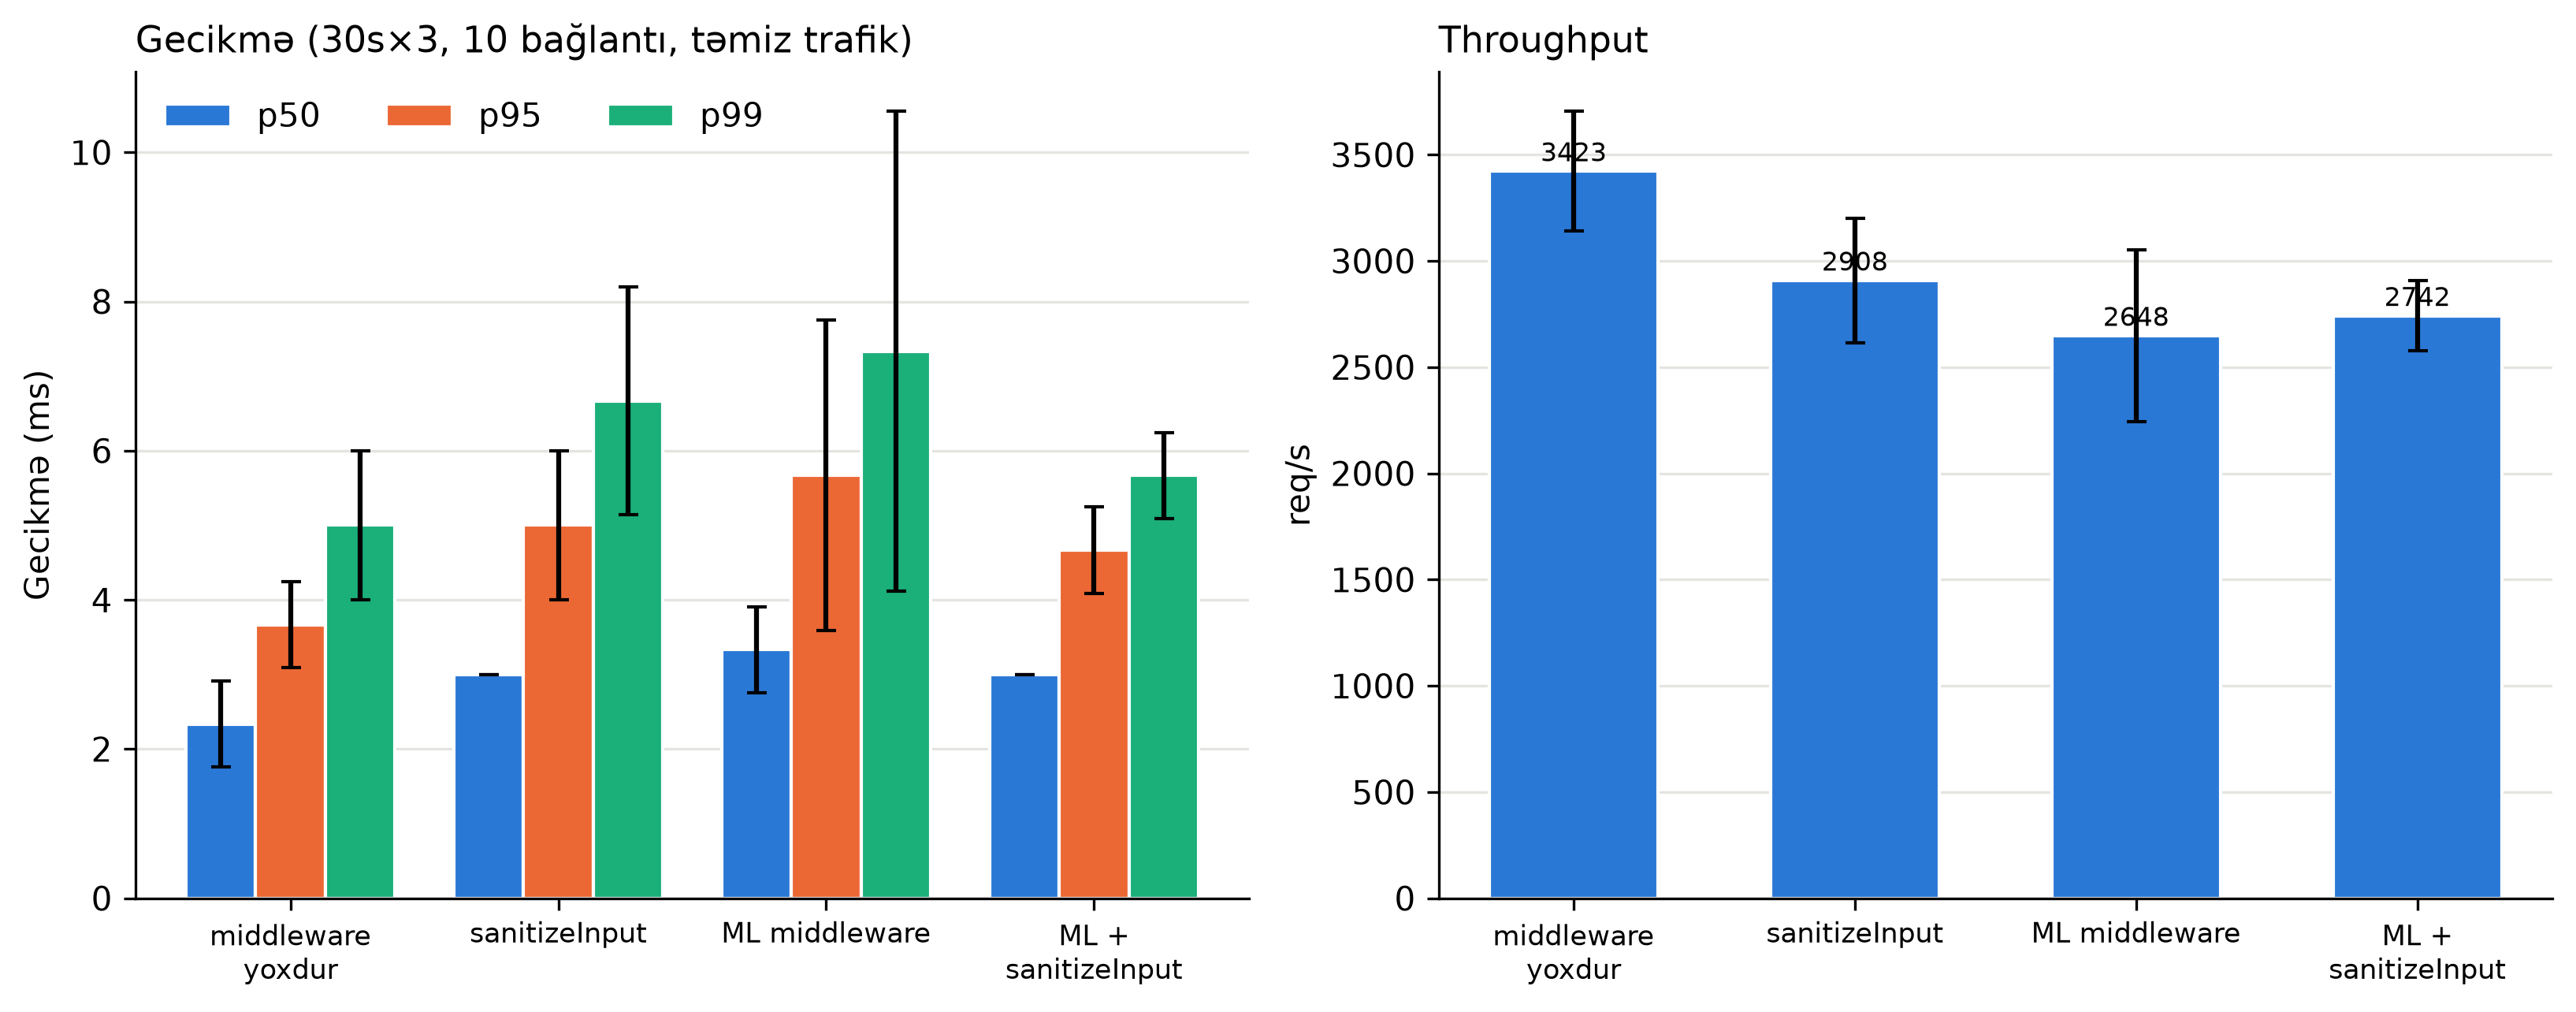 Gecikmə (30s×3, 10 bağlantı, təmiz trafik)
p50 p95 p99
Gecikmə (ms)
10
8
6
4
2
0
middleware
yoxdur
sanitizeInput
ML middleware
ML +
sanitizeInput
Throughput
req/s
3500
3000
2500
2000
1500
1000
500
0
3423
2908
2648
2742
middleware
yoxdur
sanitizeInput
ML middleware
ML +
sanitizeInput